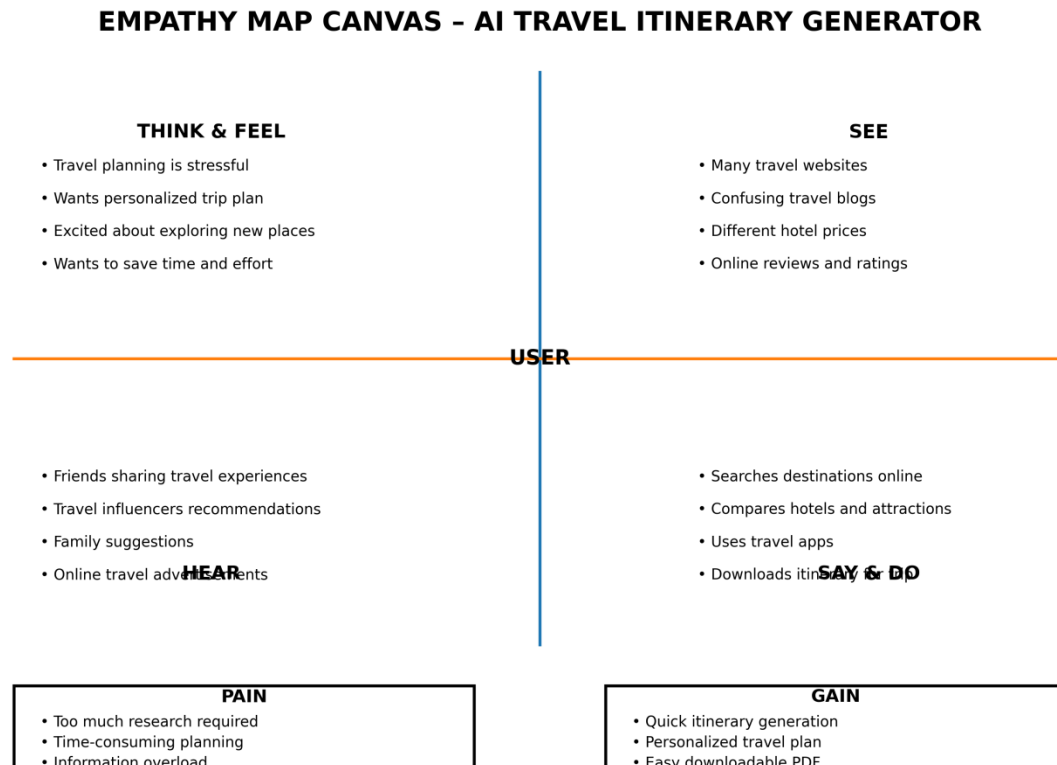 EMPATHY MAP CANVAS – AI TRAVEL ITINERARY GENERATOR
THINK & FEEL
• Travel planning is stressful
• Wants personalized trip plan
• Excited about exploring new places
• Wants to save time and effort
SEE
• Many travel websites
• Confusing travel blogs
• Different hotel prices
• Online reviews and ratings
USER
• Friends sharing travel experiences
• Travel influencers recommendations
• Family suggestions
• Online travel advertisements
HEAR
• Searches destinations online
• Compares hotels and attractions
• Uses travel apps
• Downloads itinerary for trip
SAY & DO
PAIN
• Too much research required
• Time-consuming planning
• Information overload
GAIN
• Quick itinerary generation
• Personalized travel plan
• Easy downloadable PDF